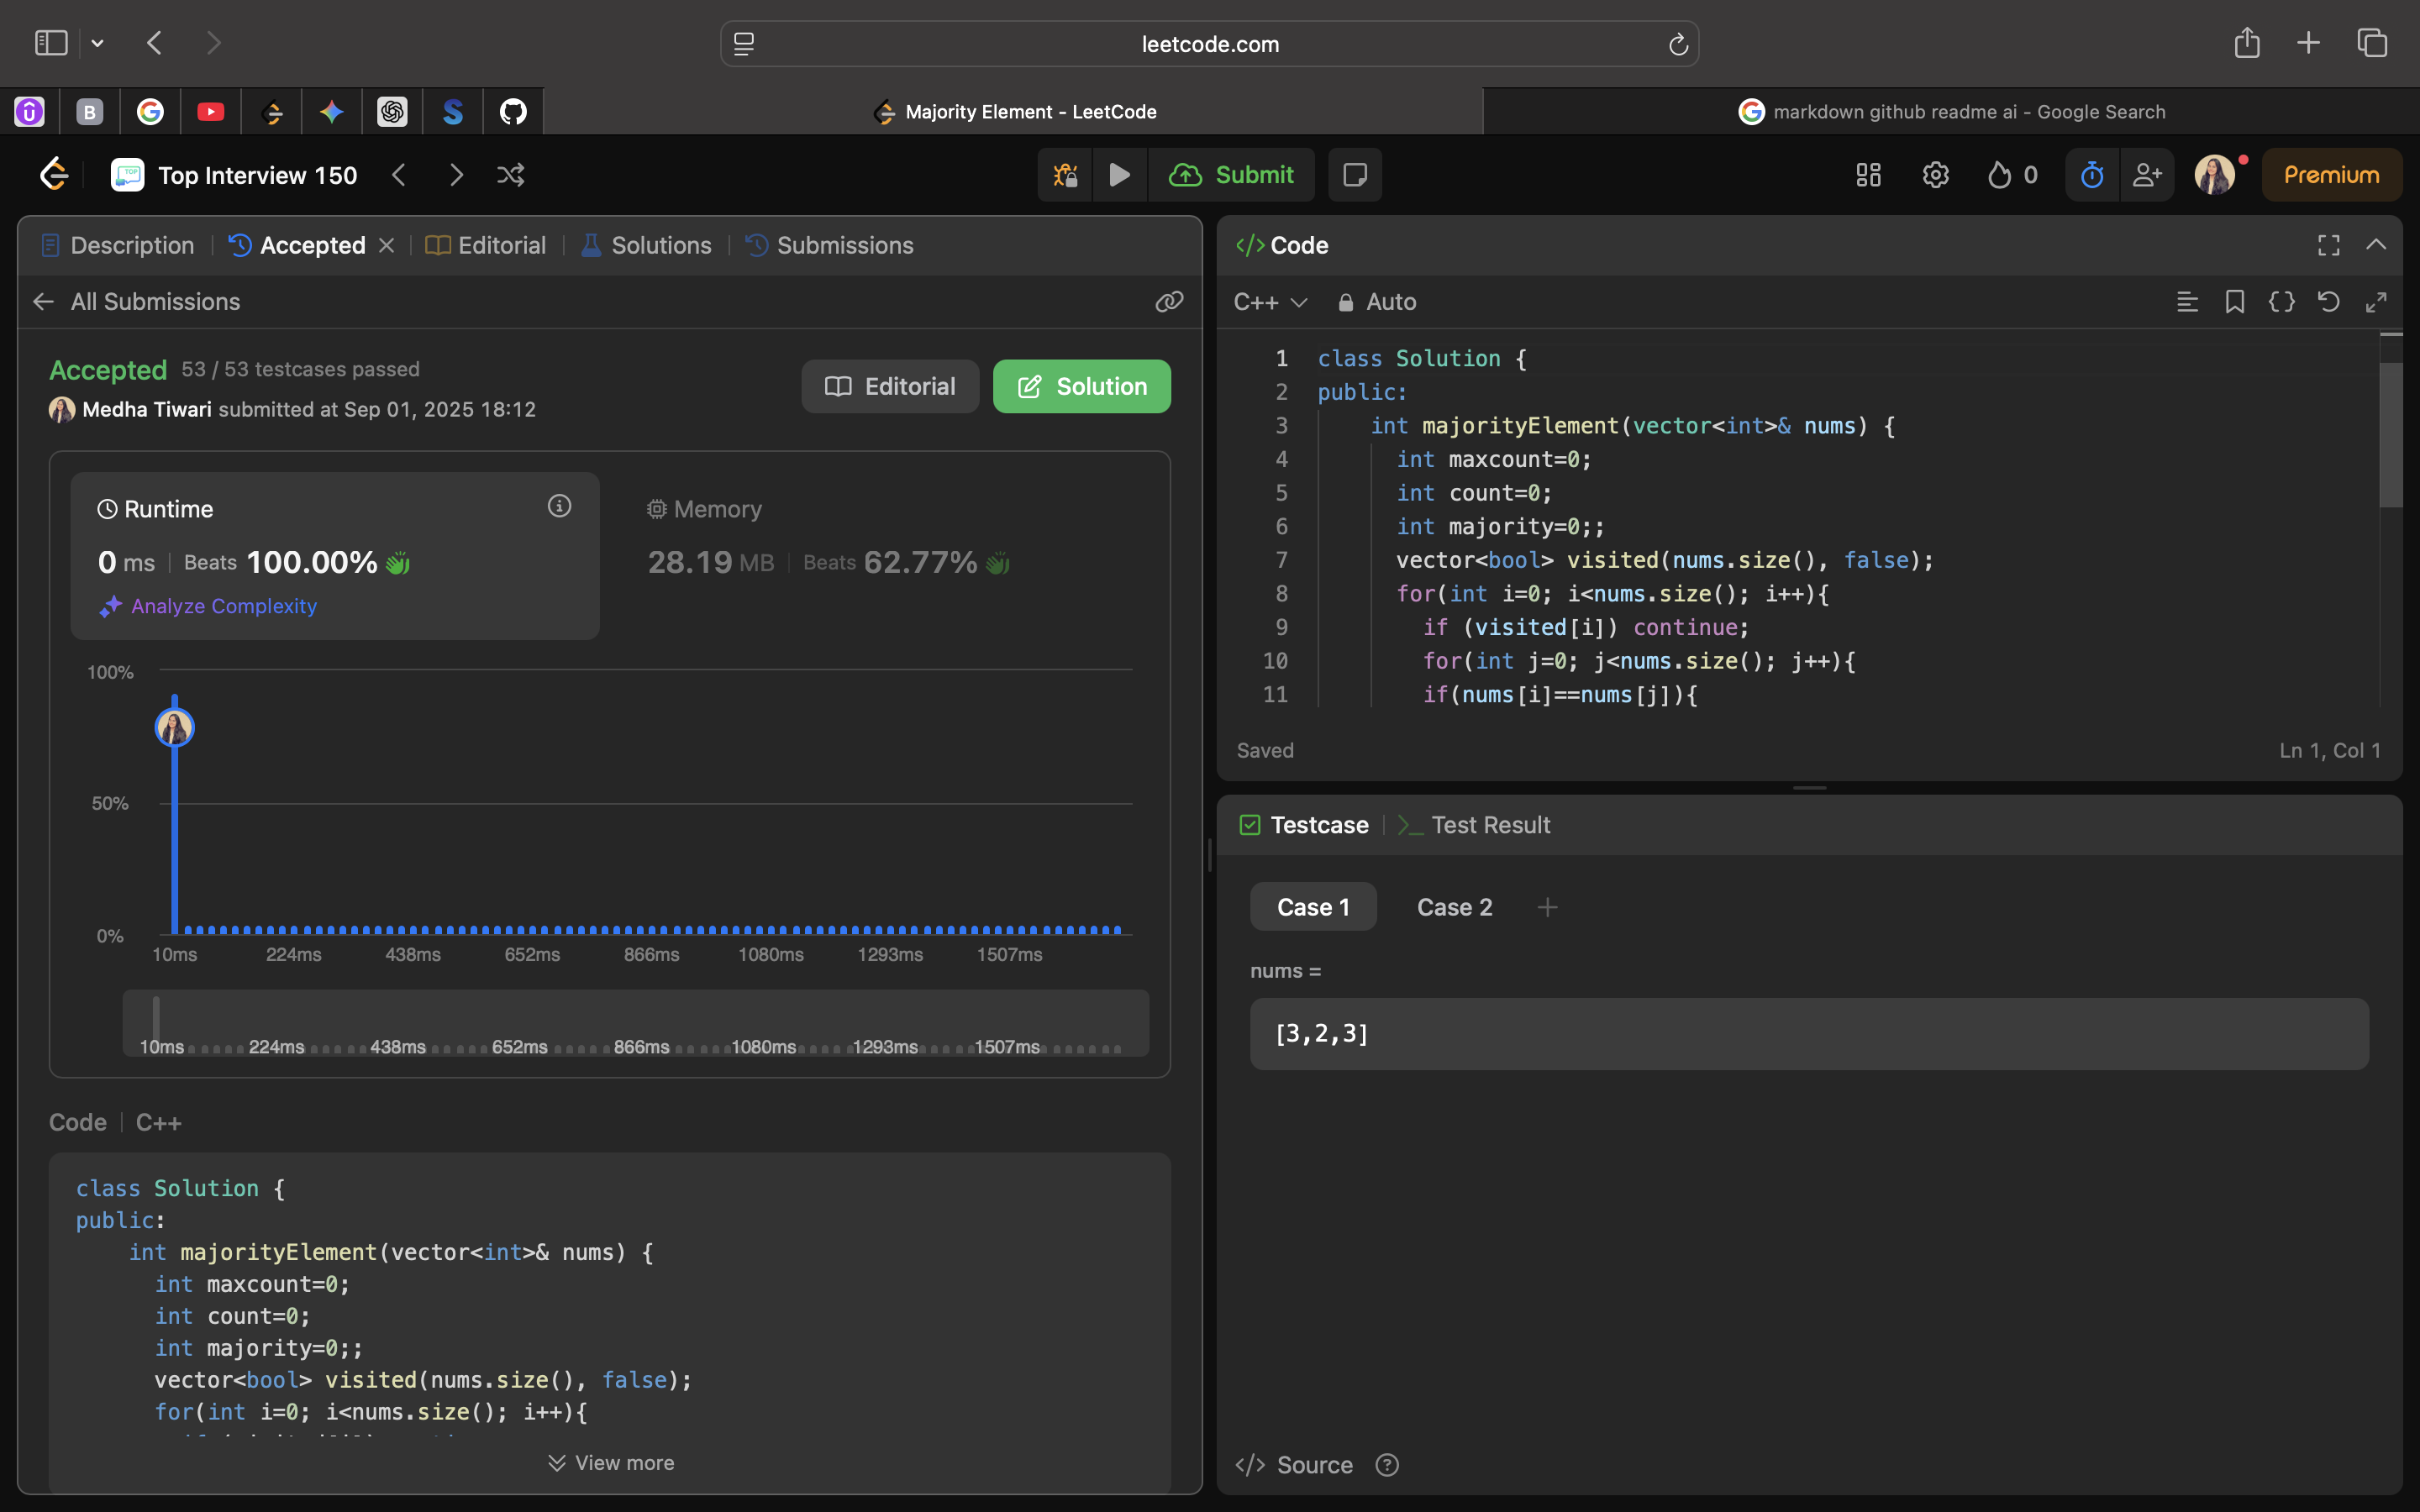 leetcode.com
B
Majority Element - LeetCode
markdown github readme ai - Google Search
Top Interview 150
Submit
0
Premium
Description
Accepted
Editorial
Solutions
Submissions
All Submissions
Accepted 53 / 53 testcases passed
Medha Tiwari submitted at Sep 01, 2025 18:12
Editorial
Solution
Runtime
0 ms Beats 100.00%
Analyze Complexity
Memory
28.19 MB Beats 62.77%
100%
50%
0%
10ms 224ms 438ms 652ms 866ms 1080ms 1293ms 1507ms
10ms 224ms 438ms 652ms 866ms 1080ms 1293ms 1507ms
Code C++
class Solution {
public:
int majorityElement(vector<int>& nums) {
int maxcount=0;
int count=0;
int majority=0;;
vector<bool> visited(nums.size(), false);
for(int i=0; i<nums.size(); i++){
View more
</> Code
C++ Auto
1 class Solution {
2 public:
3 int majorityElement(vector<int>& nums) {
4 int maxcount=0;
5 int count=0;
6 int majority=0;;
7 vector<bool> visited(nums.size(), false);
8 for(int i=0; i<nums.size(); i++){
9 if (visited[i]) continue;
10 for(int j=0; j<nums.size(); j++){
11 if(nums[i]==nums[j]){
Saved
Ln 1, Col 1
Testcase
Test Result
Case 1
Case 2
nums =
[3,2,3]
</> Source